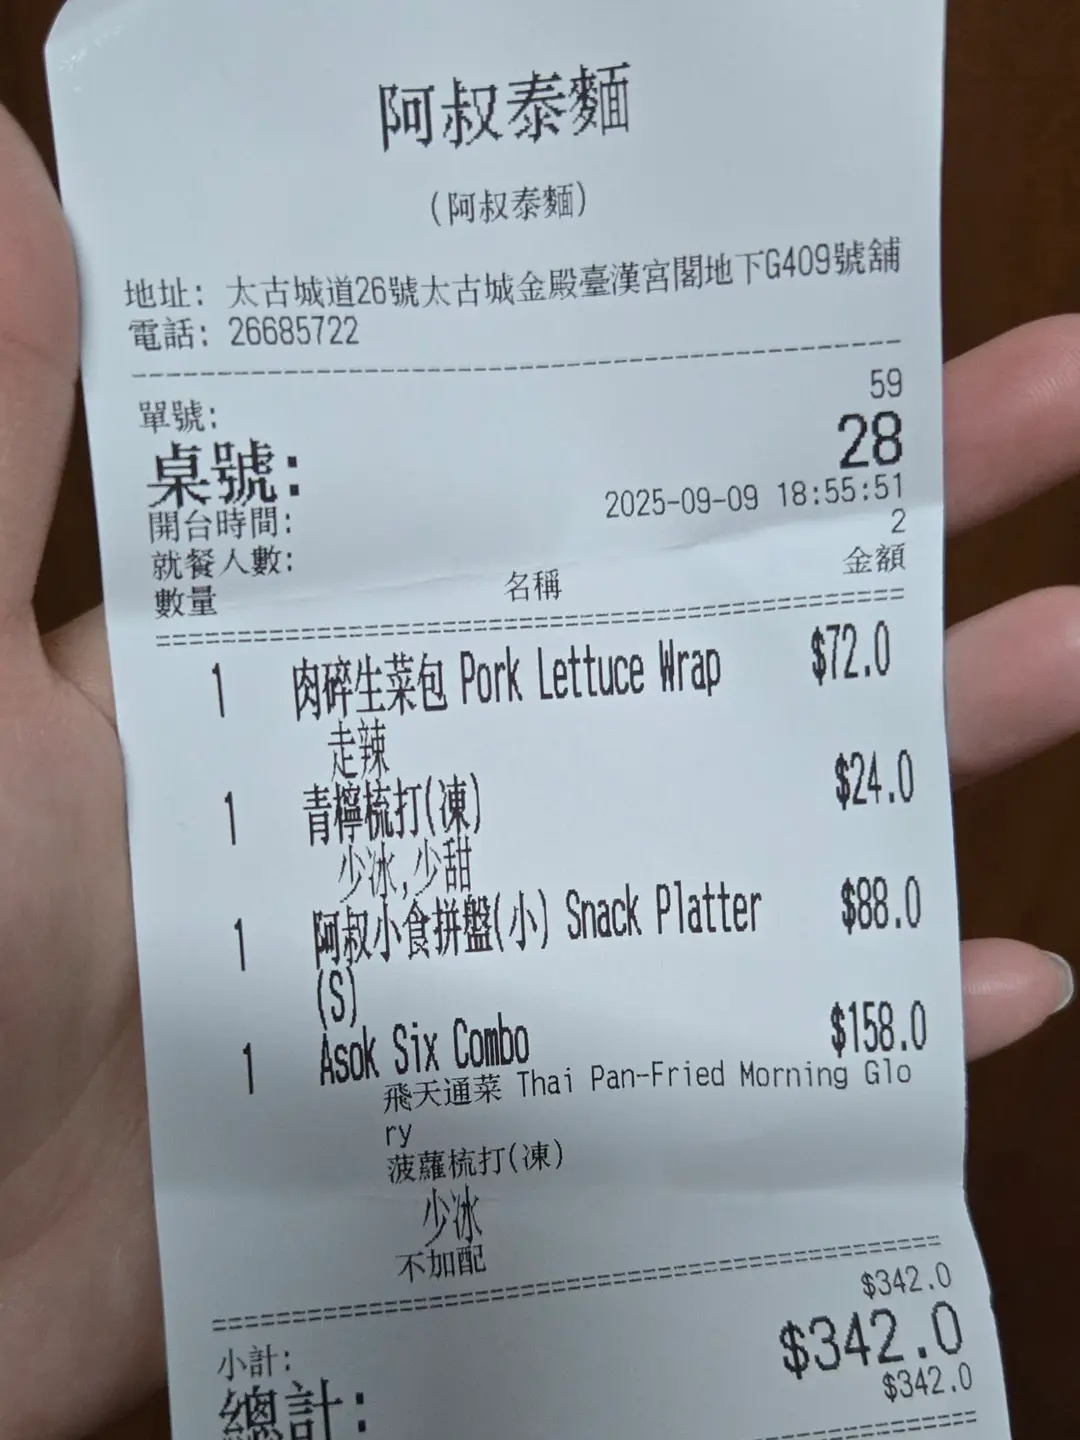 阿叔泰麵
(阿叔泰麵)
地址: 太古城道26號太古城金殿臺漢宮閣地下G409號舖
電話: 26685722
單號: 59
桌號: 28
開台時間: 2025-09-09 18:55:51
就餐人數: 2
數量 名稱 金額
1 肉碎生菜包 Pork Lettuce Wrap $72.0
走辣
1 青檸梳打(凍) $24.0
少冰,少甜
1 阿叔小食拼盤(小) Snack Platter $88.0
(S)
1 Asok Six Combo $158.0
飛天通菜 Thai Pan-Fried Morning Glo
ry
菠蘿梳打(凍)
少冰
不加配
小計: $342.0
總計: $342.0
$342.0